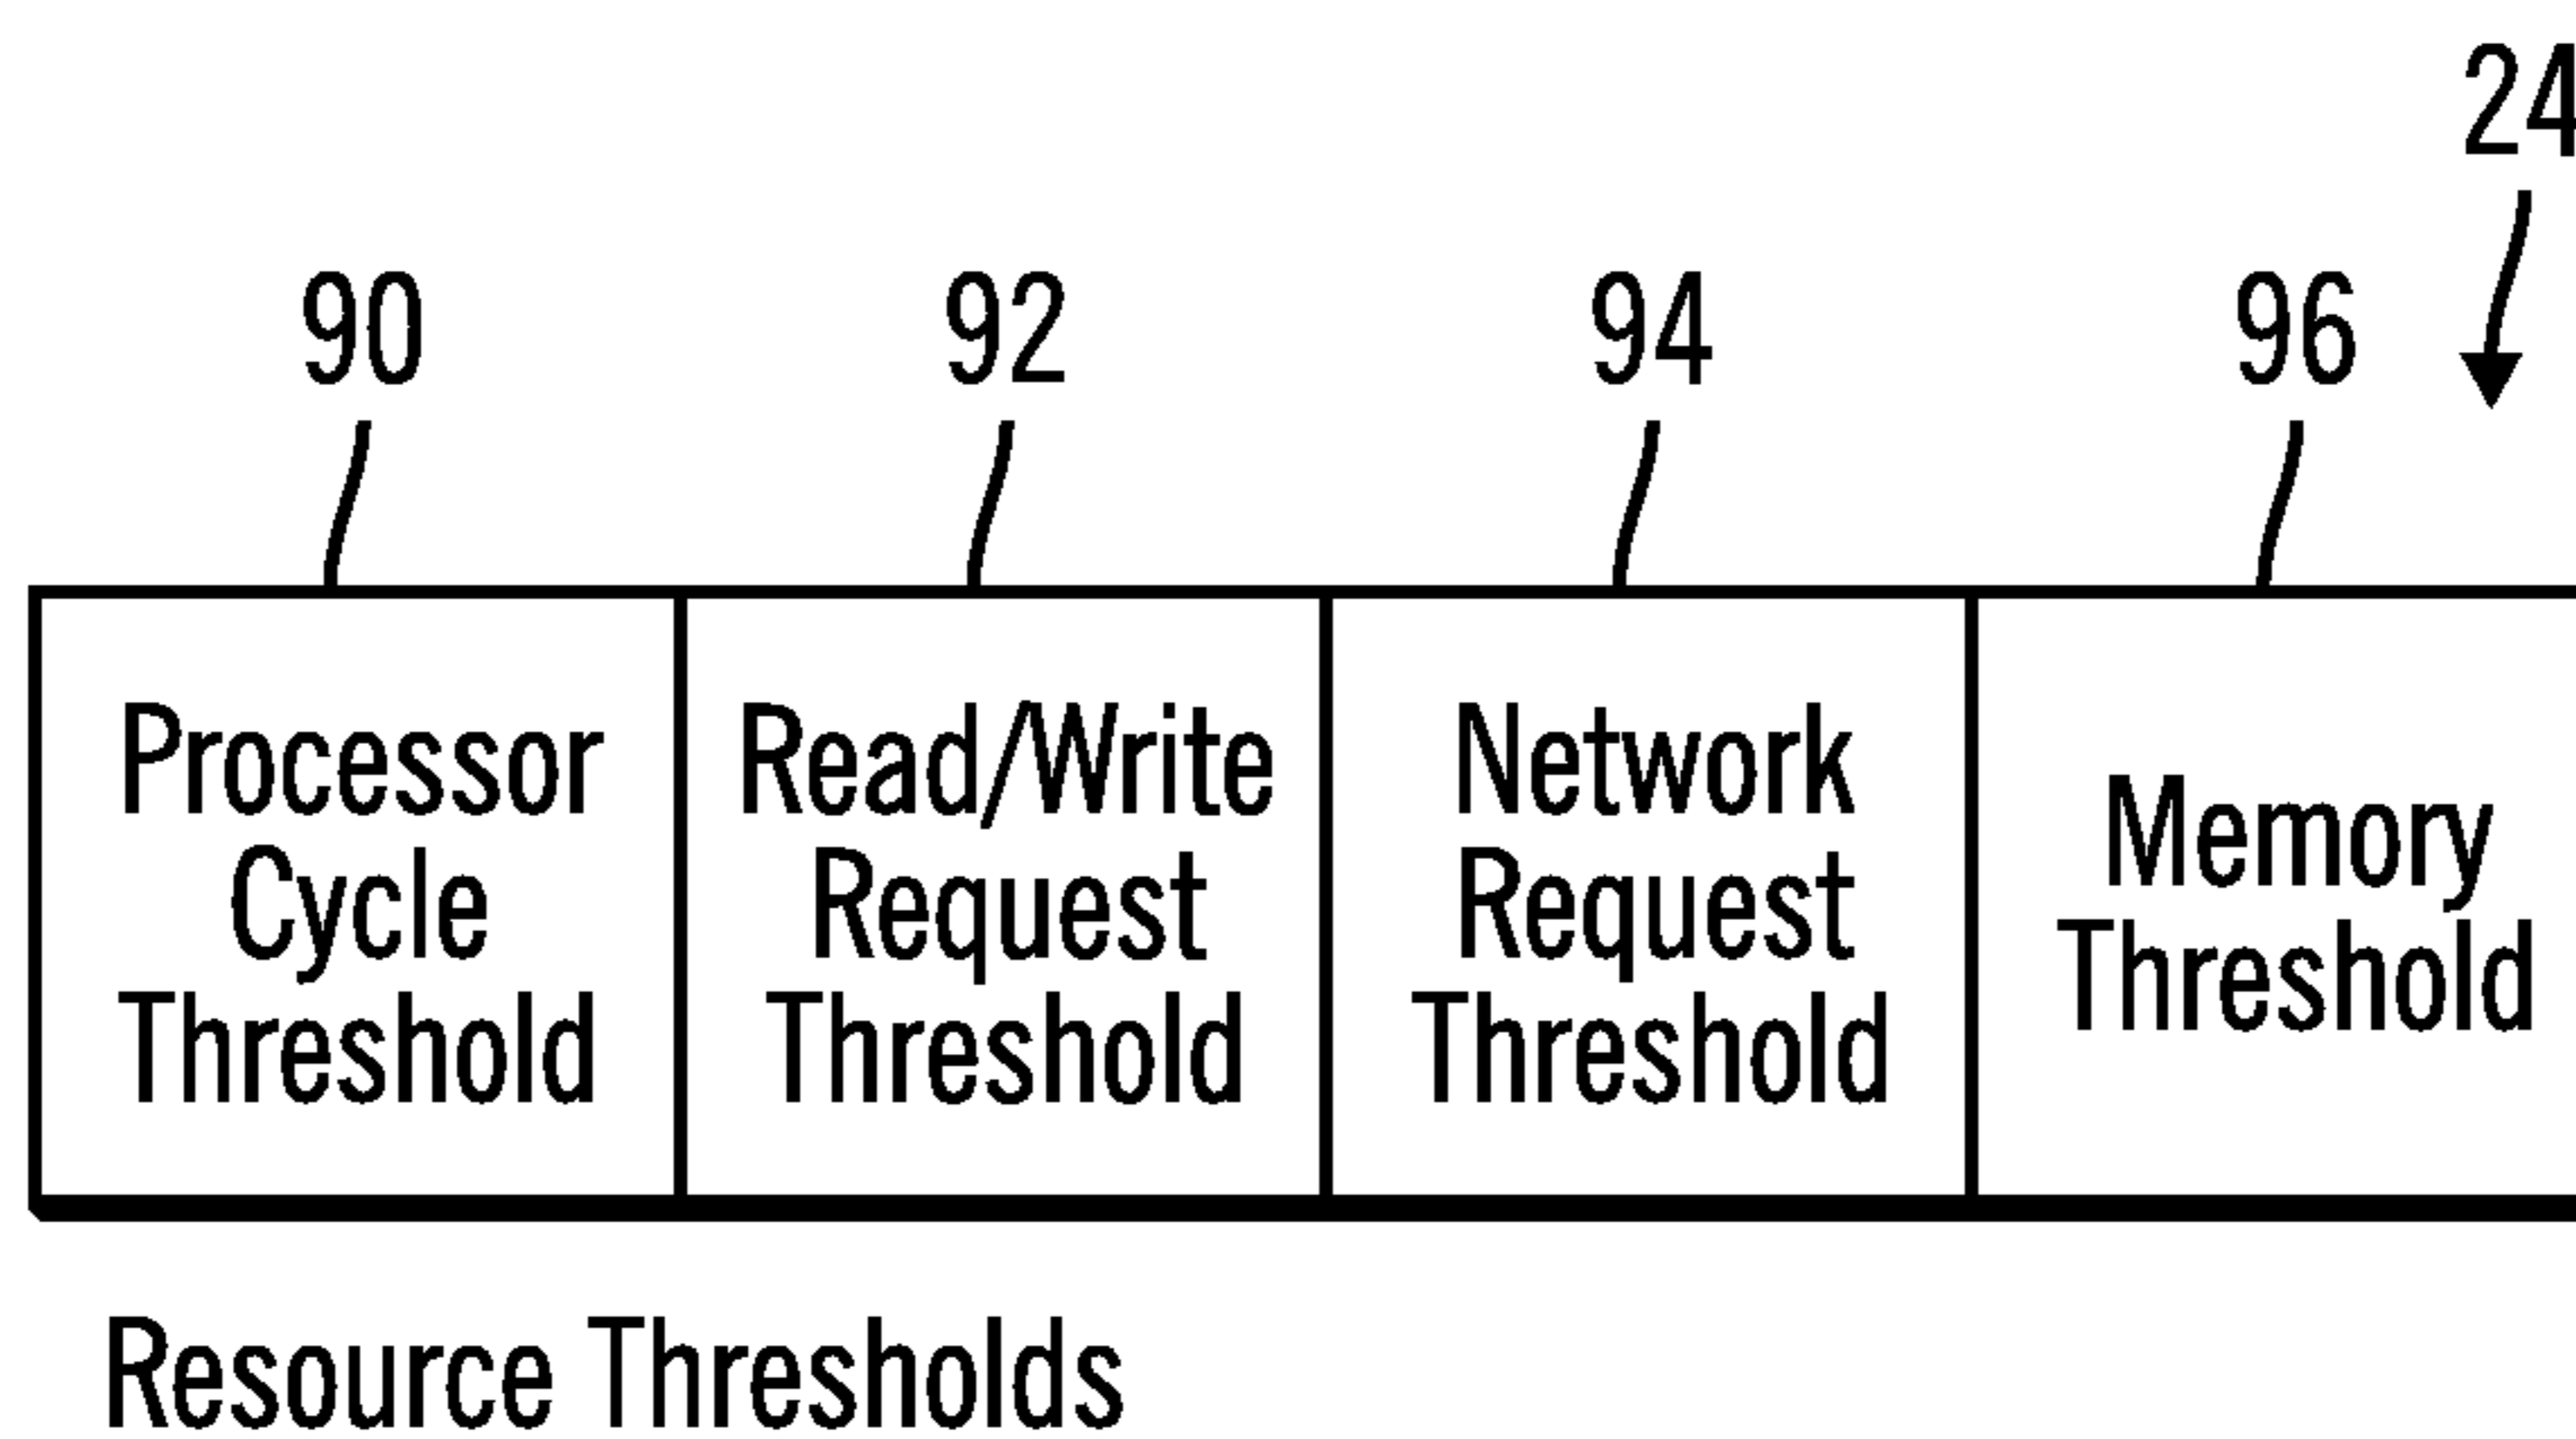 24
90 92 94 96
Processor
Cycle
Threshold
Read/Write
Request
Threshold
Network
Request
Threshold
Memory
Threshold
Resource Thresholds